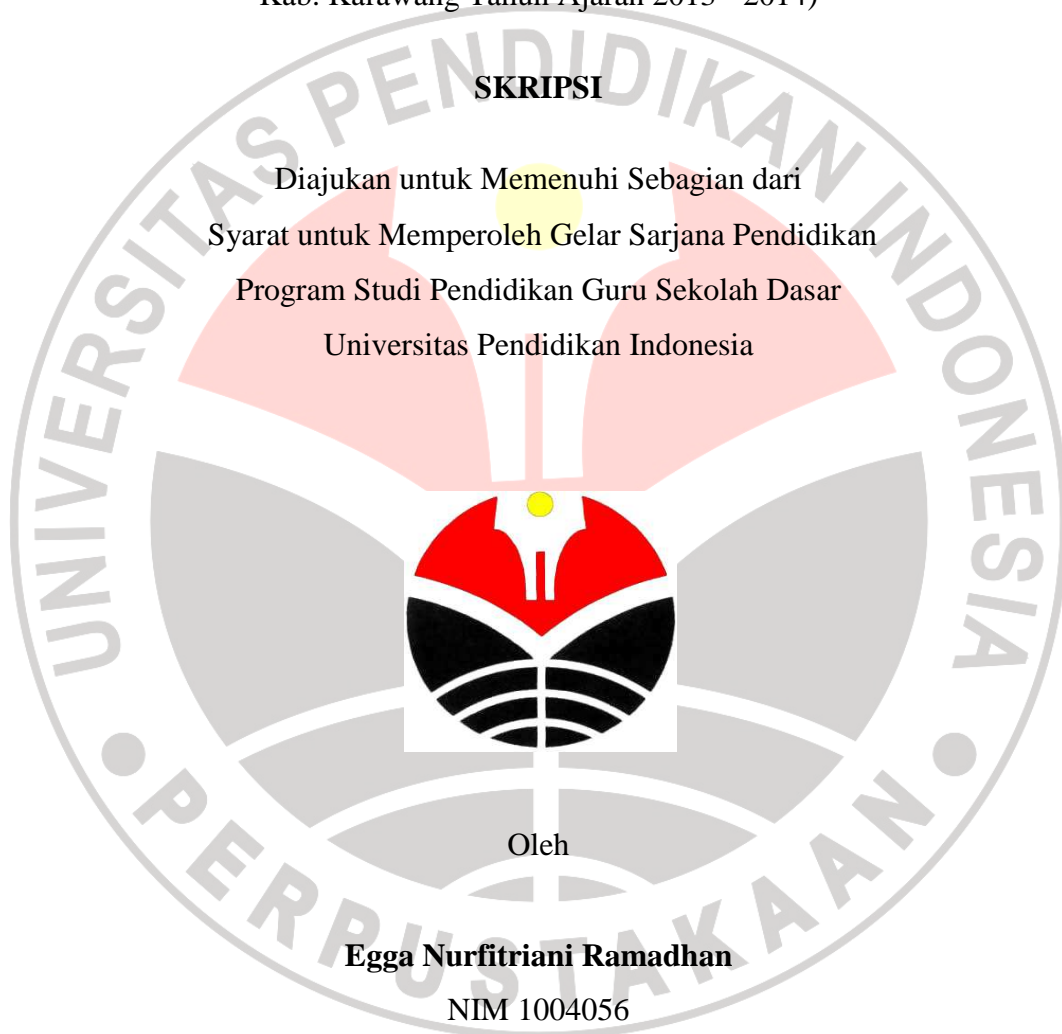 Kab. Karawang Tahun Ajaran 2013 - 2014)
SKRIPSI
Diajukan untuk Memenuhi Sebagian dari
Syarat untuk Memperoleh Gelar Sarjana Pendidikan
Program Studi Pendidikan Guru Sekolah Dasar
Universitas Pendidikan Indonesia
Oleh
Egga Nurfitriani Ramadhan
NIM 1004056
UNIVERSITAS PENDIDIKAN INDONESIA
PERPUSTAKAAN